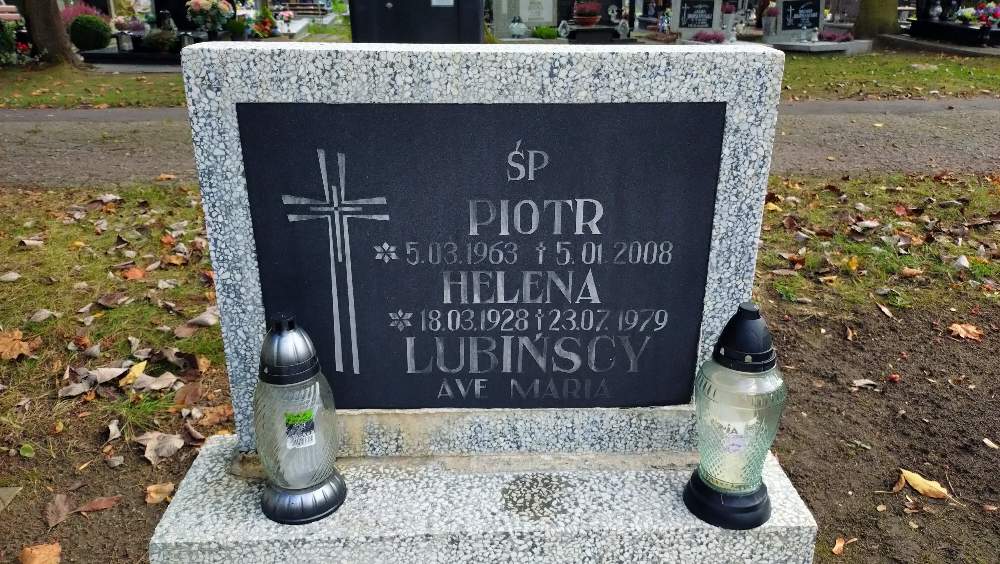 ŚP
PIOTR
5.03.1963 † 5.01.2008
HELENA
18.03.1928 † 23.07.1979
LUBIŃSCY
AVE MARIA